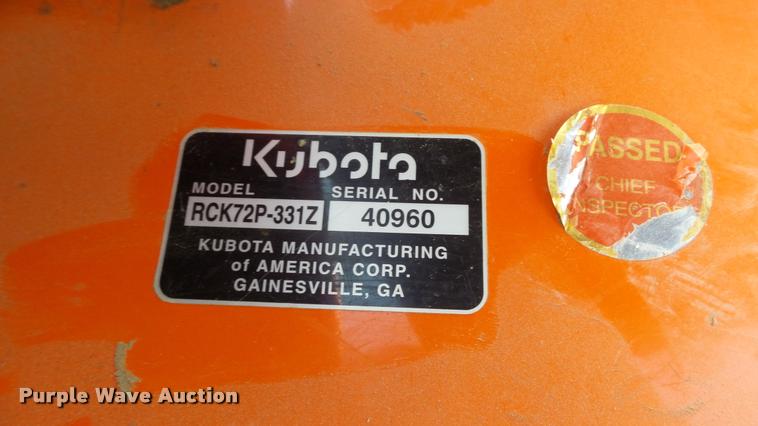 Kubota
MODEL SERIAL NO.
RCK72P-331Z 40960
KUBOTA MANUFACTURING
of AMERICA CORP.
GAINESVILLE, GA
PASSED
CHIEF
INSPECTOR
Purple Wave Auction